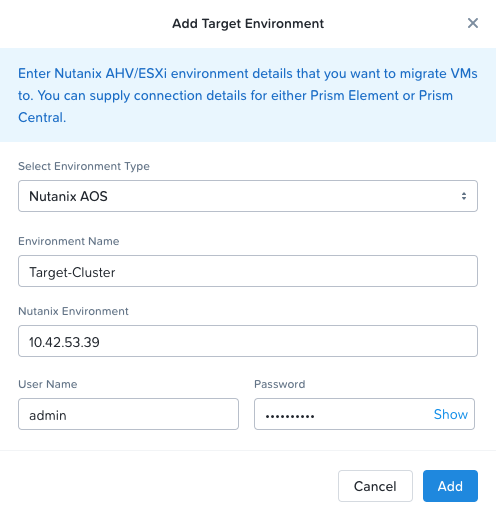 Add Target Environment
Enter Nutanix AHV/ESXi environment details that you want to migrate VMs
to. You can supply connection details for either Prism Element or Prism
Central.
Select Environment Type
Nutanix AOS
Environment Name
Target-Cluster
Nutanix Environment
10.42.53.39
User Name
Password
admin
•••••••••• Show
Cancel
Add